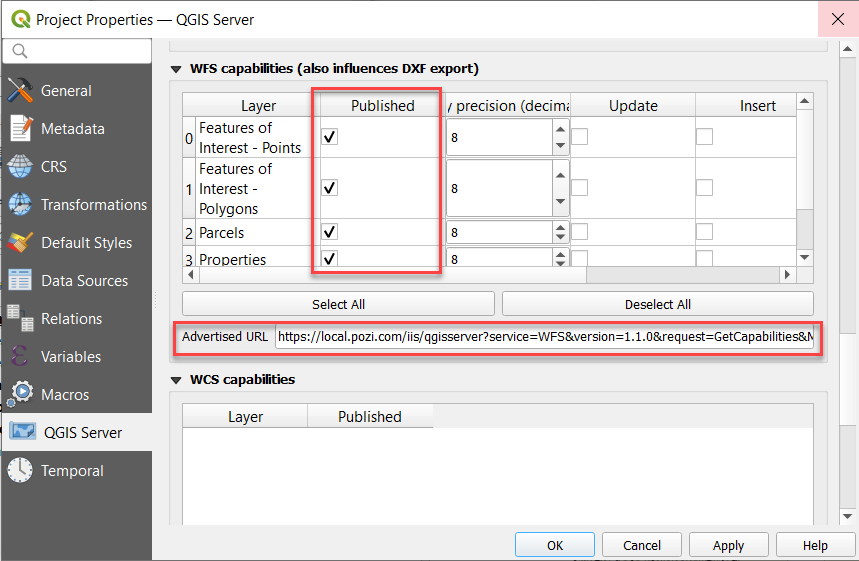 Project Properties — QGIS Server
General
Metadata
CRS
Transformations
Default Styles
Data Sources
Relations
Variables
Macros
QGIS Server
Temporal
WFS capabilities (also influences DXF export)
Layer Published y precision (decima Update Insert
0 Features of
Interest - Points 8
1 Features of
Interest -
Polygons 8
2 Parcels 8
3 Properties 8
Select All Deselect All
Advertised URL https://local.pozi.com/iis/qgisserver?service=WFS&version=1.1.0&request=GetCapabilities&M
WCS capabilities
Layer Published
OK Cancel Apply Help